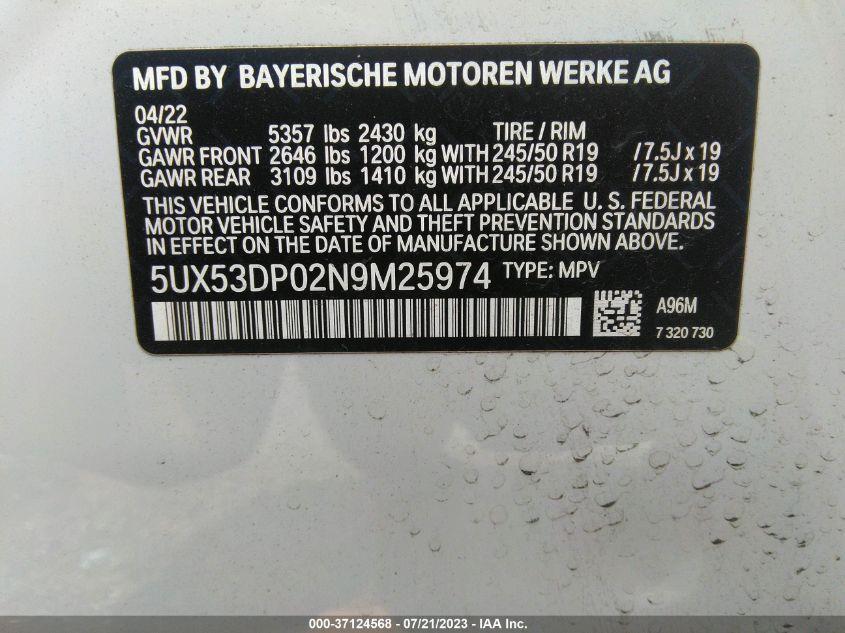 MFD BY BAYERISCHE MOTOREN WERKE AG
04/22
GVWR 5357 lbs 2430 kg TIRE / RIM
GAWR FRONT 2646 lbs 1200 kg WITH 245/50 R19 /7.5J x 19
GAWR REAR 3109 lbs 1410 kg WITH 245/50 R19 /7.5J x 19
THIS VEHICLE CONFORMS TO ALL APPLICABLE U. S. FEDERAL
MOTOR VEHICLE SAFETY AND THEFT PREVENTION STANDARDS
IN EFFECT ON THE DATE OF MANUFACTURE SHOWN ABOVE.
5UX53DP02N9M25974 TYPE: MPV
A96M
7 320 730
000-37124568 - 07/21/2023 - IAA Inc.